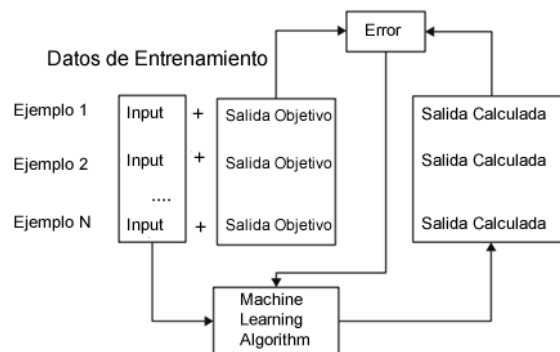 Error
Datos de Entrenamiento
Ejemplo 1 Input + Salida Objetivo Salida Calculada
Ejemplo 2 Input + Salida Objetivo Salida Calculada
....
Ejemplo N Input + Salida Objetivo Salida Calculada
Machine
Learning
Algorithm